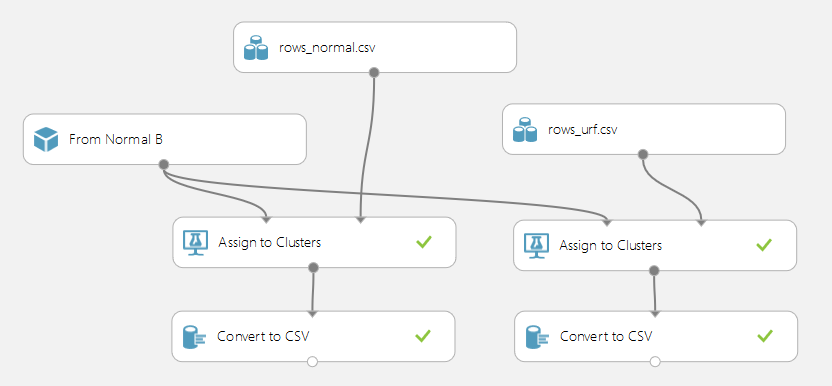 rows_normal.csv
From Normal B
rows_urf.csv
Assign to Clusters
Assign to Clusters
Convert to CSV
Convert to CSV